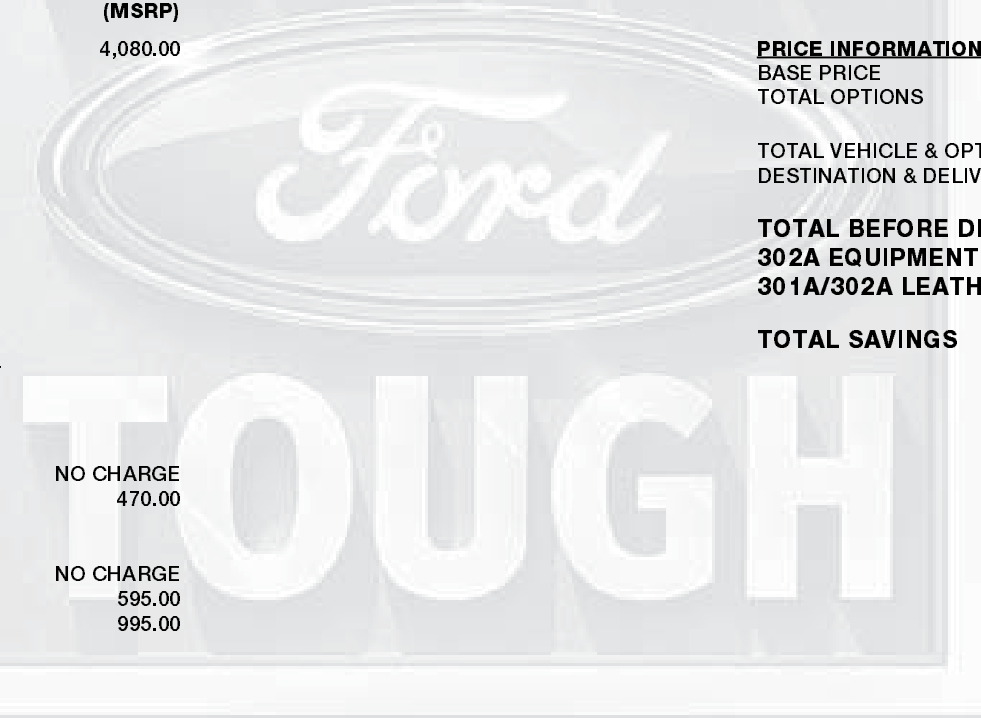 (MSRP)
4,080.00
PRICE INFORMATION
BASE PRICE
TOTAL OPTIONS
TOTAL VEHICLE & OPT
DESTINATION & DELIV
TOTAL BEFORE DI
302A EQUIPMENT
301A/302A LEATH
TOTAL SAVINGS
Ford
TOUGH
NO CHARGE
470.00
NO CHARGE
595.00
995.00